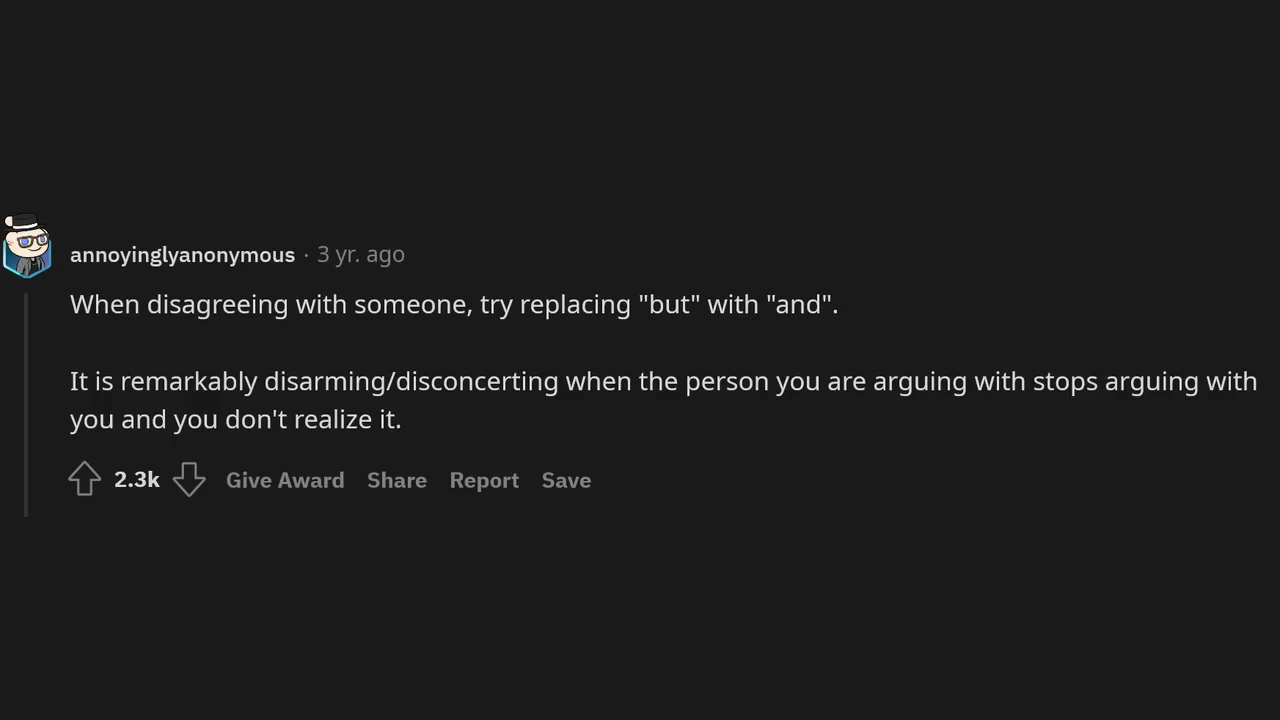 annoyinglyanonymous · 3 yr. ago
When disagreeing with someone, try replacing "but" with "and".
It is remarkably disarming/disconcerting when the person you are arguing with stops arguing with
you and you don't realize it.
2.3k Give Award Share Report Save